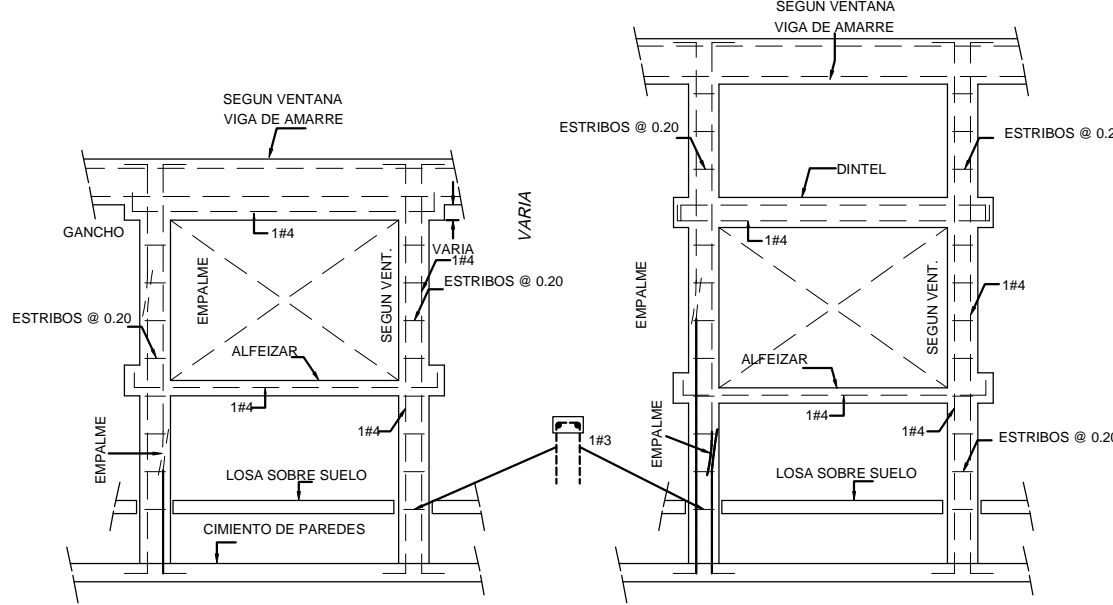 SEGUN VENTANA
VIGA DE AMARRE
GANCHO
1#4
VARIA
VARIA
1#4
EMPALME
SEGUN VENT.
ESTRIBOS @ 0.20
ESTRIBOS @ 0.20
ALFEIZAR
1#4
1#4
EMPALME
LOSA SOBRE SUELO
CIMIENTO DE PAREDES
1#3
SEGUN VENTANA
VIGA DE AMARRE
ESTRIBOS @ 0.20
ESTRIBOS @ 0.2
DINTEL
1#4
EMPALME
SEGUN VENT.
1#4
ALFEIZAR
1#4
1#4
EMPALME
ESTRIBOS @ 0.20
LOSA SOBRE SUELO